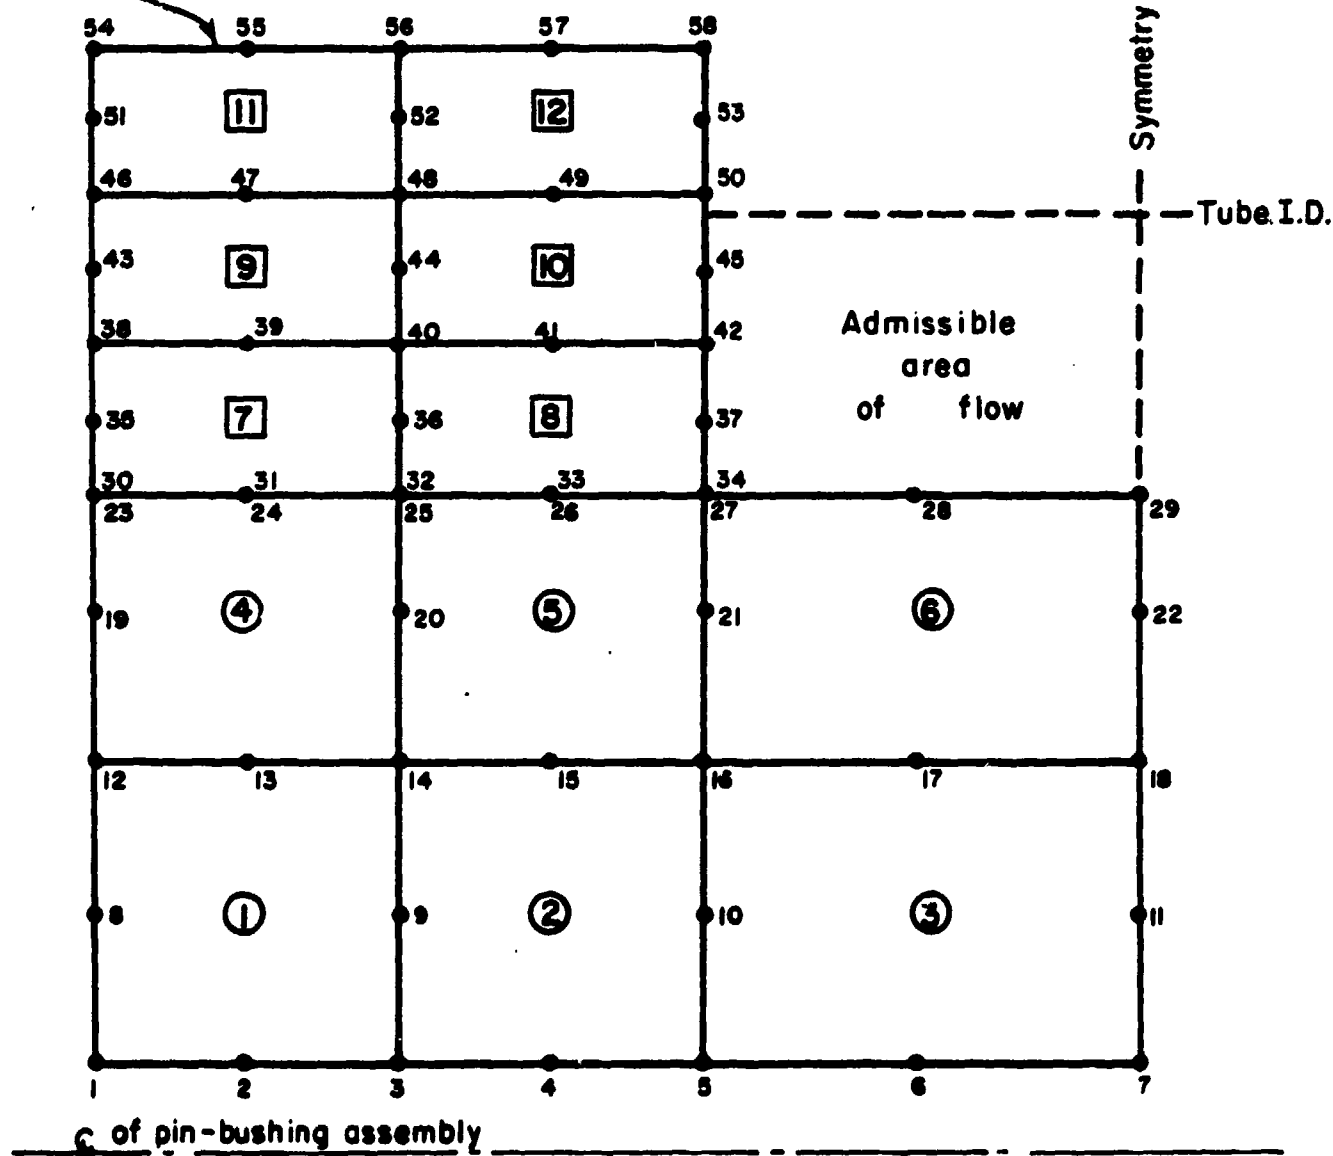 54 55 56 57 58
Symmetry
51 11 52 12 53
46 47 48 49 50
Tube I.D.
43 9 44 10 45
38 39 40 41 42
Admissible
area
of flow
35 7 36 8 37
30 31 32 33 34
23 24 25 26 27 28 29
19 4 20 5 21 6 22
12 13 14 15 16 17 18
8 1 9 2 10 3 11
1 2 3 4 5 6 7
℄ of pin-bushing assembly